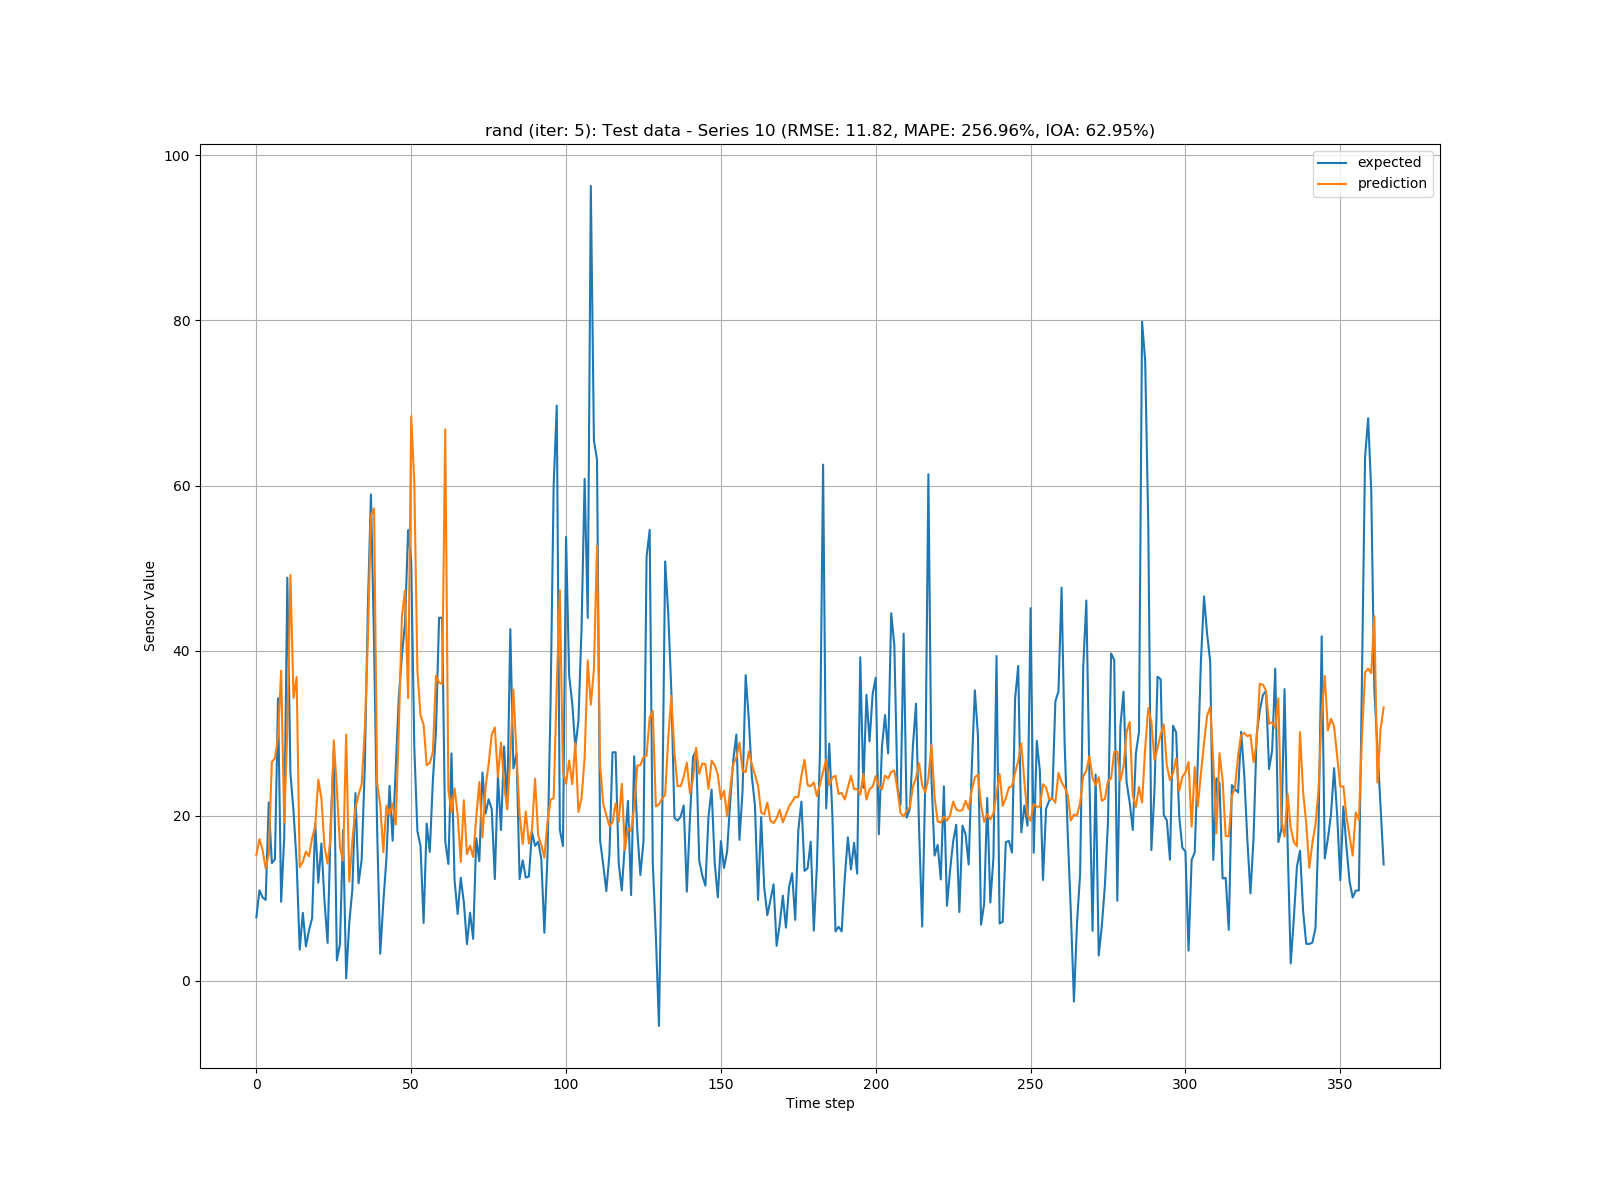 rand (iter: 5): Test data - Series 10 (RMSE: 11.82, MAPE: 256.96%, IOA: 62.95%)
expected
prediction
100
80
60
40
20
0
Sensor Value
0 50 100 150 200 250 300 350
Time step